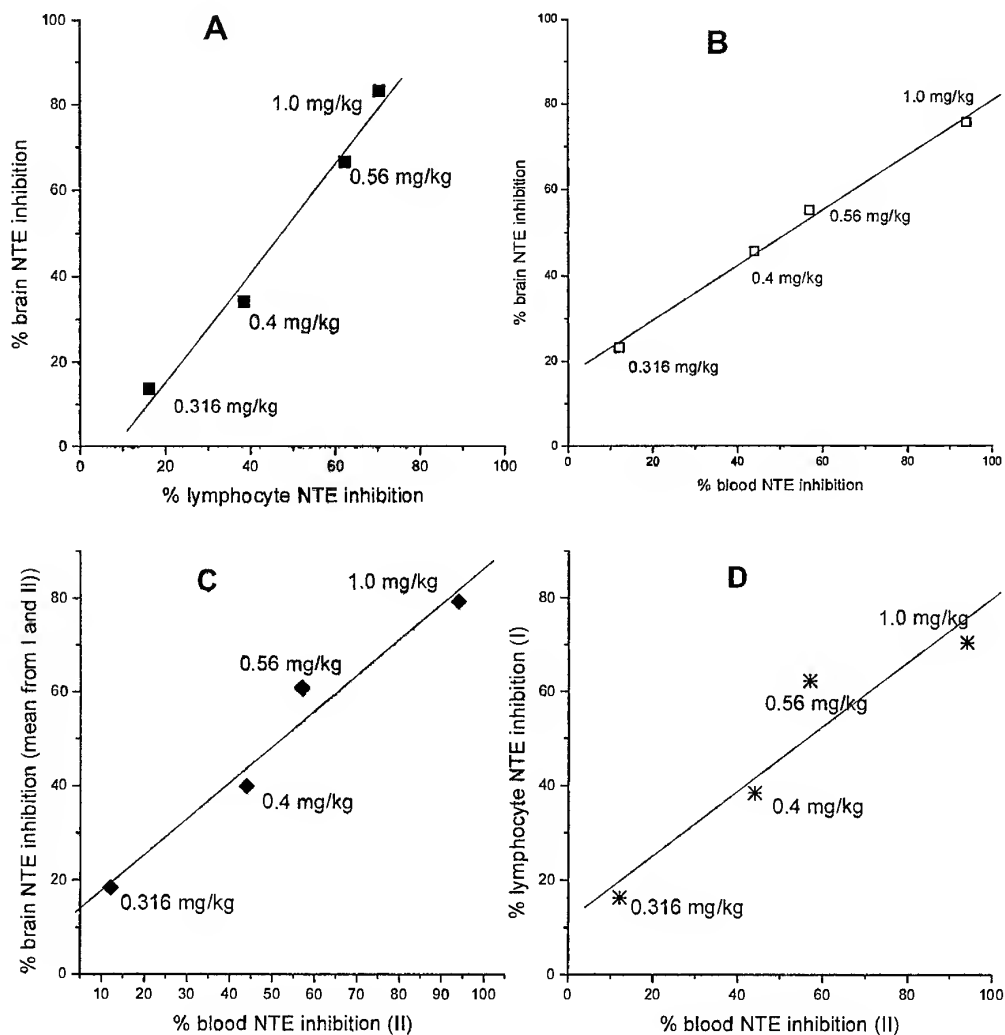 A
100
80
60
40
20
0
% brain NTE inhibition
1.0 mg/kg
0.56 mg/kg
0.4 mg/kg
0.316 mg/kg
0 20 40 60 80 100
% lymphocyte NTE inhibition
B
100
80
60
40
20
0
% brain NTE inhibition
1.0 mg/kg
0.56 mg/kg
0.4 mg/kg
0.316 mg/kg
0 20 40 60 80 100
% blood NTE inhibition
C
80
60
40
20
0
% brain NTE inhibition (mean from I and II))
1.0 mg/kg
0.56 mg/kg
0.4 mg/kg
0.316 mg/kg
10 20 30 40 50 60 70 80 90 100
% blood NTE inhibition (II)
D
80
60
40
20
0
% lymphocyte NTE inhibition (I)
1.0 mg/kg
0.56 mg/kg
0.4 mg/kg
0.316 mg/kg
0 20 40 60 80 100
% blood NTE inhibition (II)